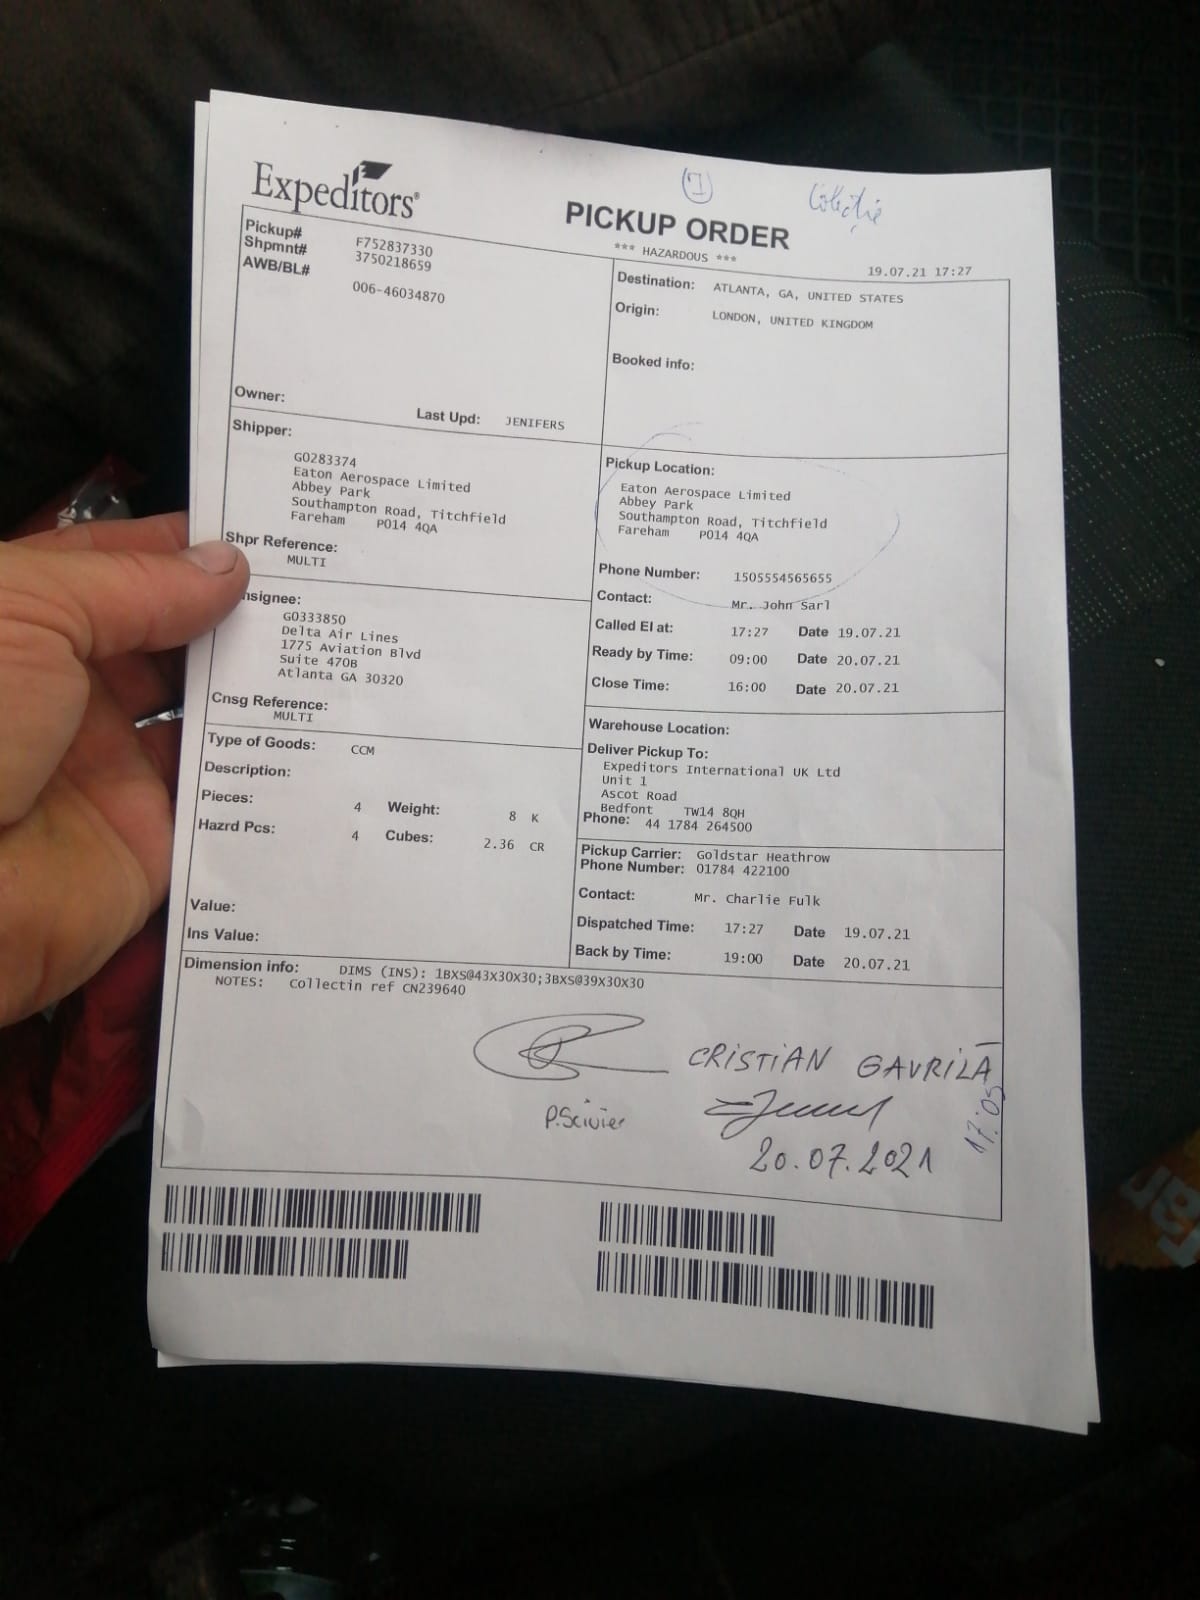 Expeditors®
1
Colecție
PICKUP ORDER
*** HAZARDOUS ***
19.07.21 17:27
Pickup# F752837330
Shpmnt# 3750218659
AWB/BL# 006-46034870
Owner:
Last Upd: JENIFERS
Destination: ATLANTA, GA, UNITED STATES
Origin: LONDON, UNITED KINGDOM
Booked info:
Shipper:
G0283374
Eaton Aerospace Limited
Abbey Park
Southampton Road, Titchfield
Fareham PO14 4QA
Shpr Reference:
MULTI
Pickup Location:
Eaton Aerospace Limited
Abbey Park
Southampton Road, Titchfield
Fareham PO14 4QA
Phone Number: 1505554565655
Contact: Mr. John Sarl
Called EI at: 17:27 Date 19.07.21
Ready by Time: 09:00 Date 20.07.21
Close Time: 16:00 Date 20.07.21
nsignee:
G0333850
Delta Air Lines
1775 Aviation Blvd
Suite 470B
Atlanta GA 30320
Cnsg Reference:
MULTI
Warehouse Location:
Deliver Pickup To:
Expeditors International UK Ltd
Unit 1
Ascot Road
Bedfont TW14 8QH
Phone: 44 1784 264500
Type of Goods: CCM
Description:
Pieces: 4 Weight: 8 K
Hazrd Pcs: 4 Cubes: 2.36 CR
Value:
Ins Value:
Pickup Carrier: Goldstar Heathrow
Phone Number: 01784 422100
Contact: Mr. Charlie Fulk
Dispatched Time: 17:27 Date 19.07.21
Back by Time: 19:00 Date 20.07.21
Dimension info: DIMS (INS): 1BXS@43X30X30;3BXS@39X30X30
NOTES: Collectin ref CN239640
CRISTIAN GAVRILĂ
P.Scivier
20.07.2021
17:05